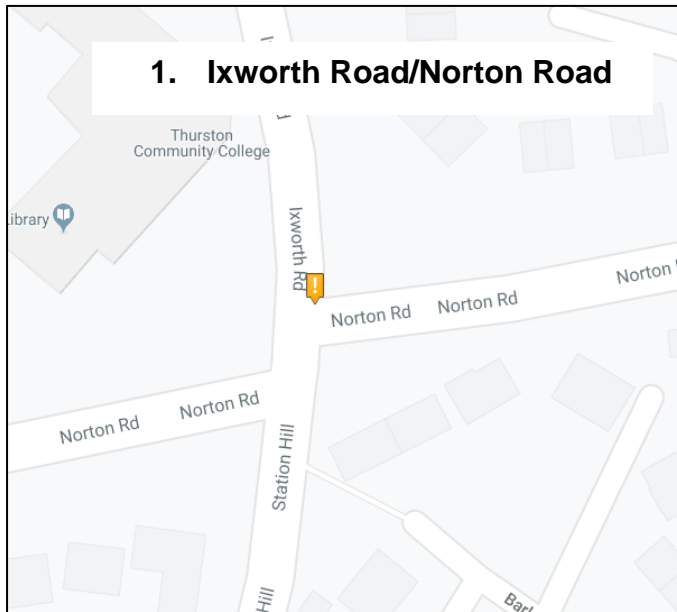 1. Ixworth Road/Norton Road
Thurston
Community College
ibrary
Ixworth Rd
Norton Rd
Norton Rd
Norton
Norton Rd
Norton Rd
Station Hill
Hill